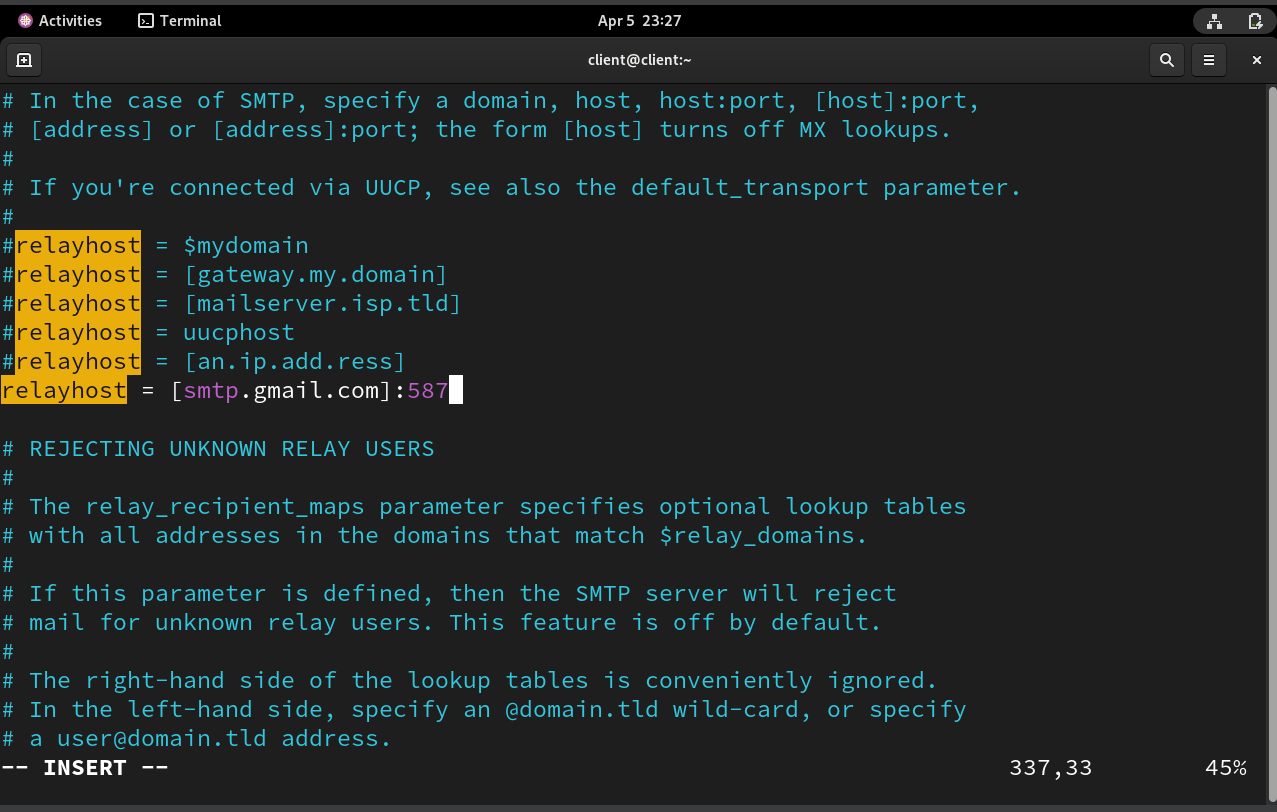 Activities
Terminal
Apr 5 23:27
client@client:~
# In the case of SMTP, specify a domain, host, host:port, [host]:port,
# [address] or [address]:port; the form [host] turns off MX lookups.
#
# If you're connected via UUCP, see also the default_transport parameter.
#
#relayhost = $mydomain
#relayhost = [gateway.my.domain]
#relayhost = [mailserver.isp.tld]
#relayhost = uucphost
#relayhost = [an.ip.add.ress]
relayhost = [smtp.gmail.com]:587
# REJECTING UNKNOWN RELAY USERS
#
# The relay_recipient_maps parameter specifies optional lookup tables
# with all addresses in the domains that match $relay_domains.
#
# If this parameter is defined, then the SMTP server will reject
# mail for unknown relay users. This feature is off by default.
#
# The right-hand side of the lookup tables is conveniently ignored.
# In the left-hand side, specify an @domain.tld wild-card, or specify
# a user@domain.tld address.
-- INSERT -- 337,33 45%